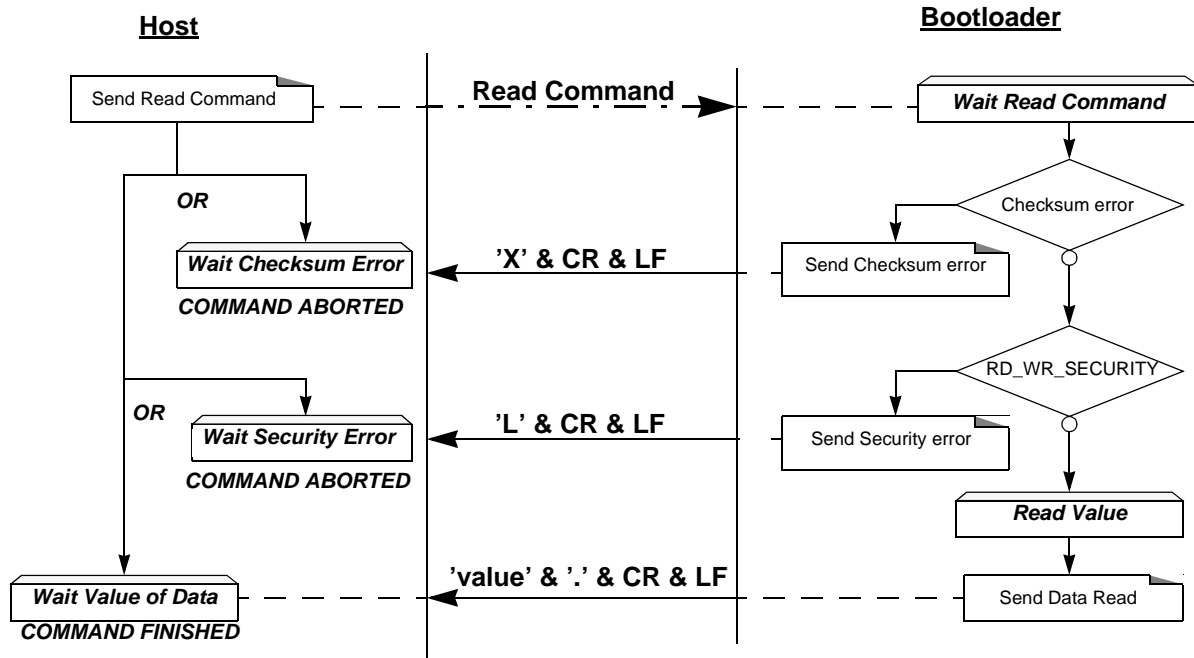 Host
Bootloader
Send Read Command
Read Command
Wait Read Command
OR
Checksum error
Wait Checksum Error
’X’ & CR & LF
Send Checksum error
COMMAND ABORTED
RD_WR_SECURITY
OR
Wait Security Error
’L’ & CR & LF
Send Security error
COMMAND ABORTED
Read Value
’value’ & ’.’ & CR & LF
Wait Value of Data
Send Data Read
COMMAND FINISHED